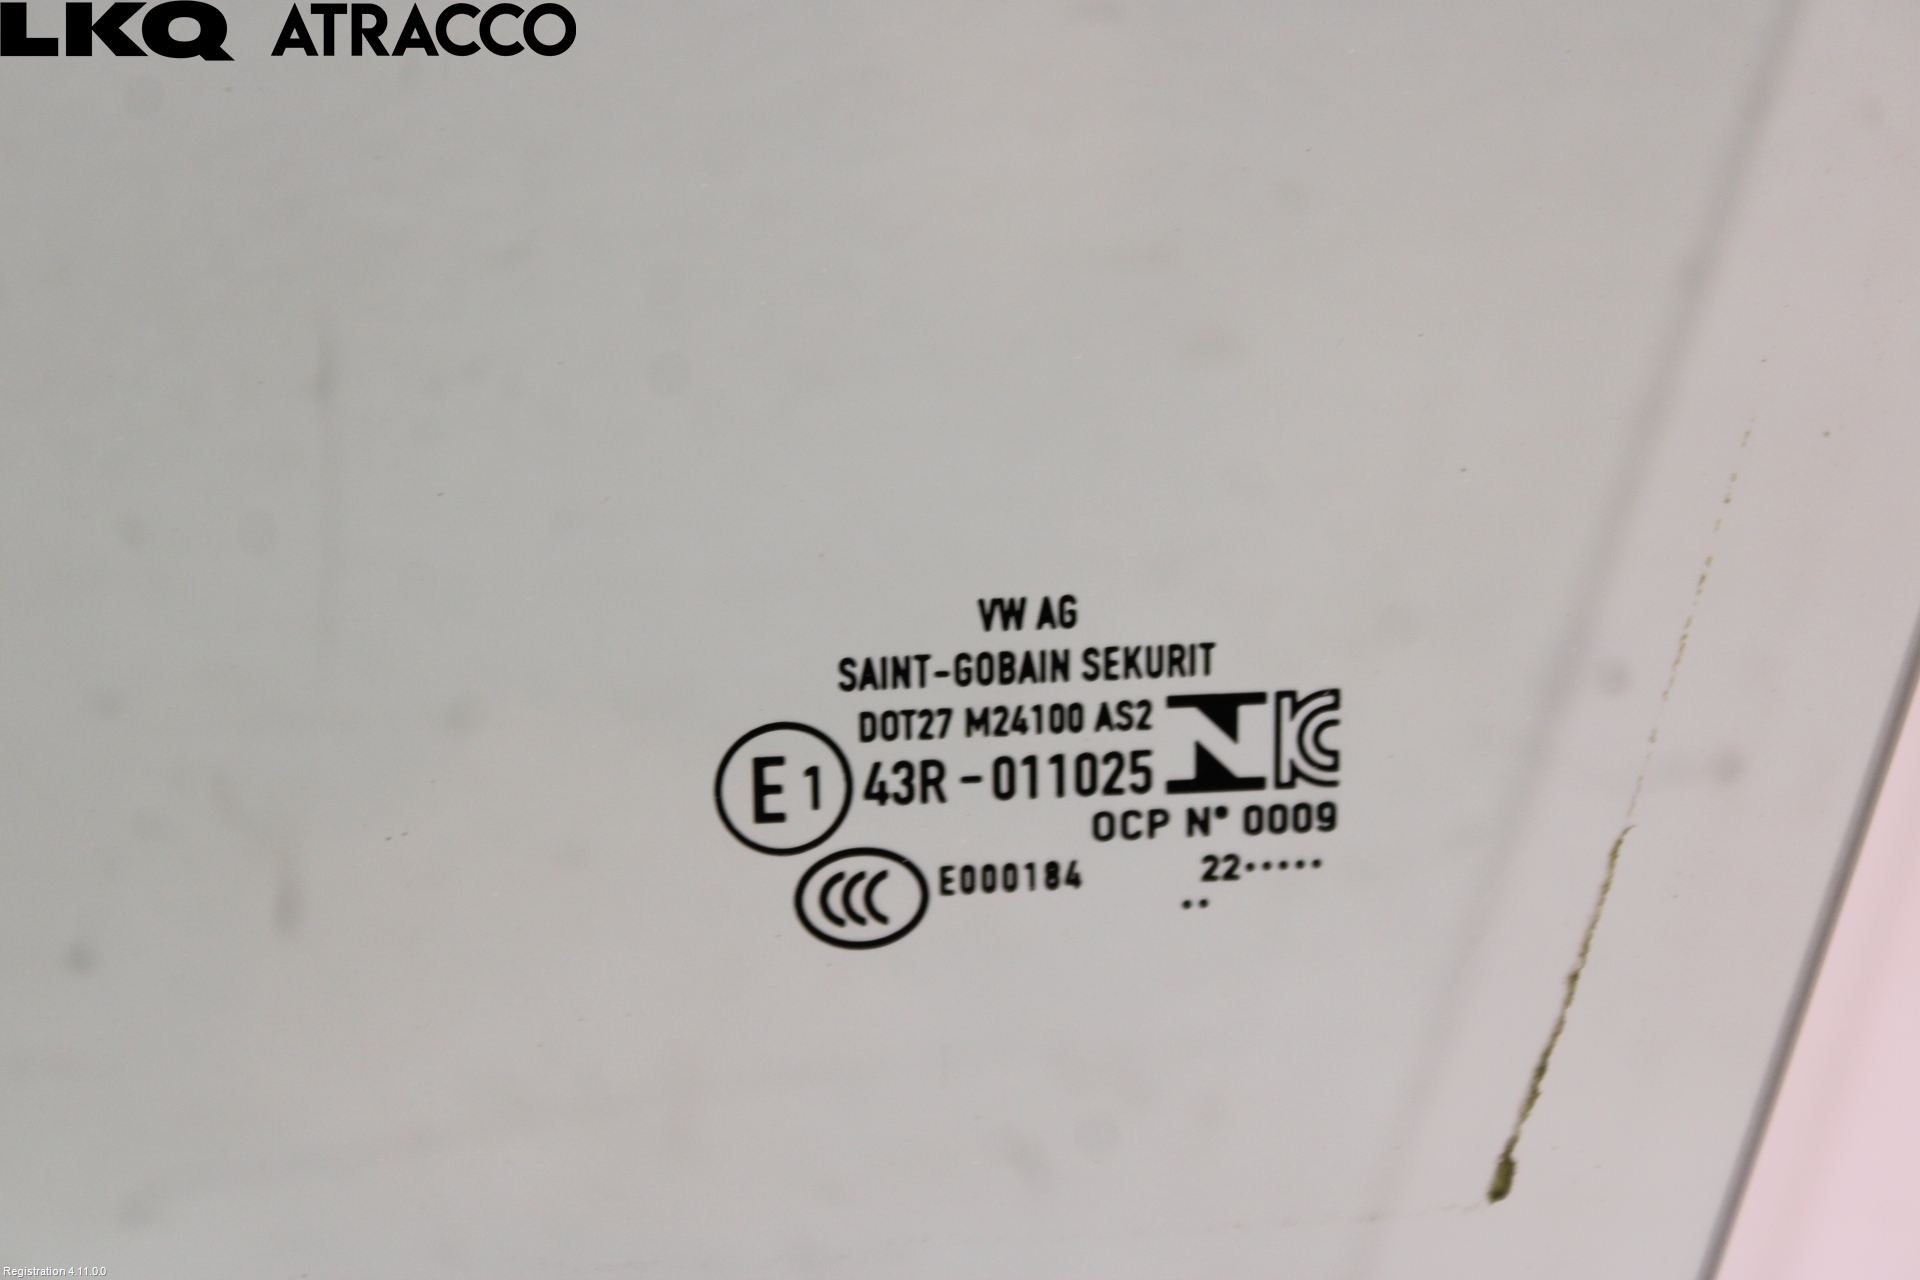 LKQ ATRACCO
VW AG
SAINT-GOBAIN SEKURIT
DOT27 M24100 AS2
E1 43R-011025
OCP N° 0009
CCC E000184
22·····
··
Registration 4.11.0.0